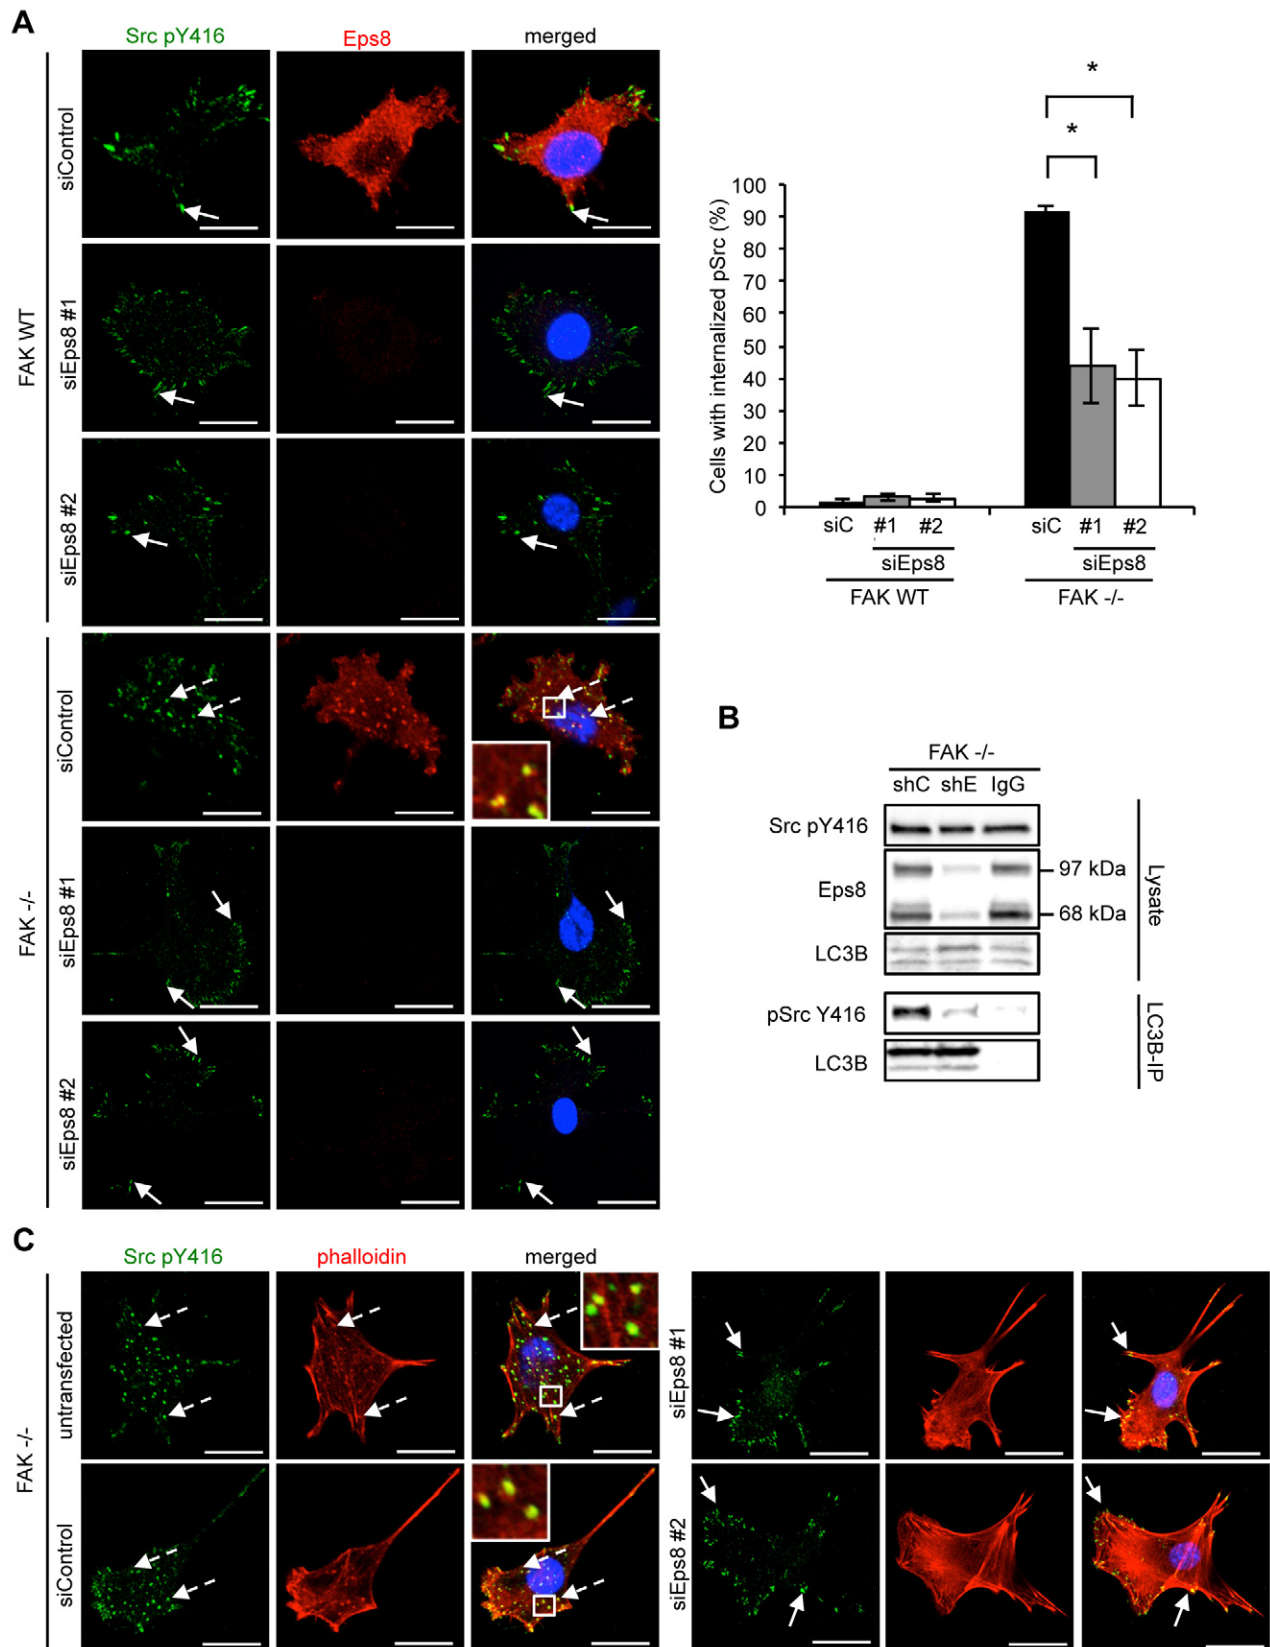 A
Src pY416 Eps8 merged
FAK WT
siControl
siEps8 #1
siEps8 #2
FAK -/-
siControl
siEps8 #1
siEps8 #2
* 
*
Cells with internalized pSrc (%)
100
90
80
70
60
50
40
30
20
10
0
siC #1 #2 siC #1 #2
siEps8 siEps8
FAK WT FAK -/-
B
FAK -/-
shC shE IgG
Src pY416
Eps8 97 kDa
68 kDa
LC3B
Lysate
pSrc Y416
LC3B
LC3B-IP
C
Src pY416 phalloidin merged
FAK -/-
untransfected
siControl
siEps8 #1
siEps8 #2